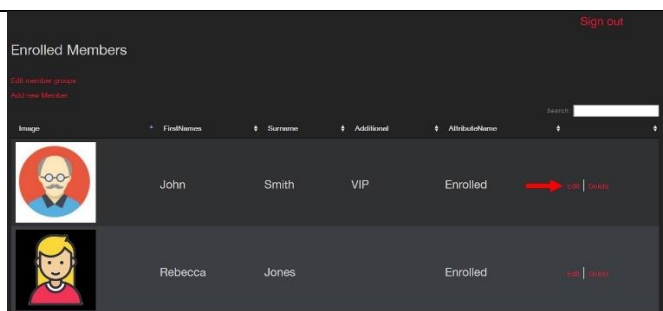 Sign out
Enrolled Members
Edit member groups
Add new Member
Search:
Image FirstNames Surname Additional AttributeName
John Smith VIP Enrolled Edit | Delete
Rebecca Jones Enrolled Edit | Delete